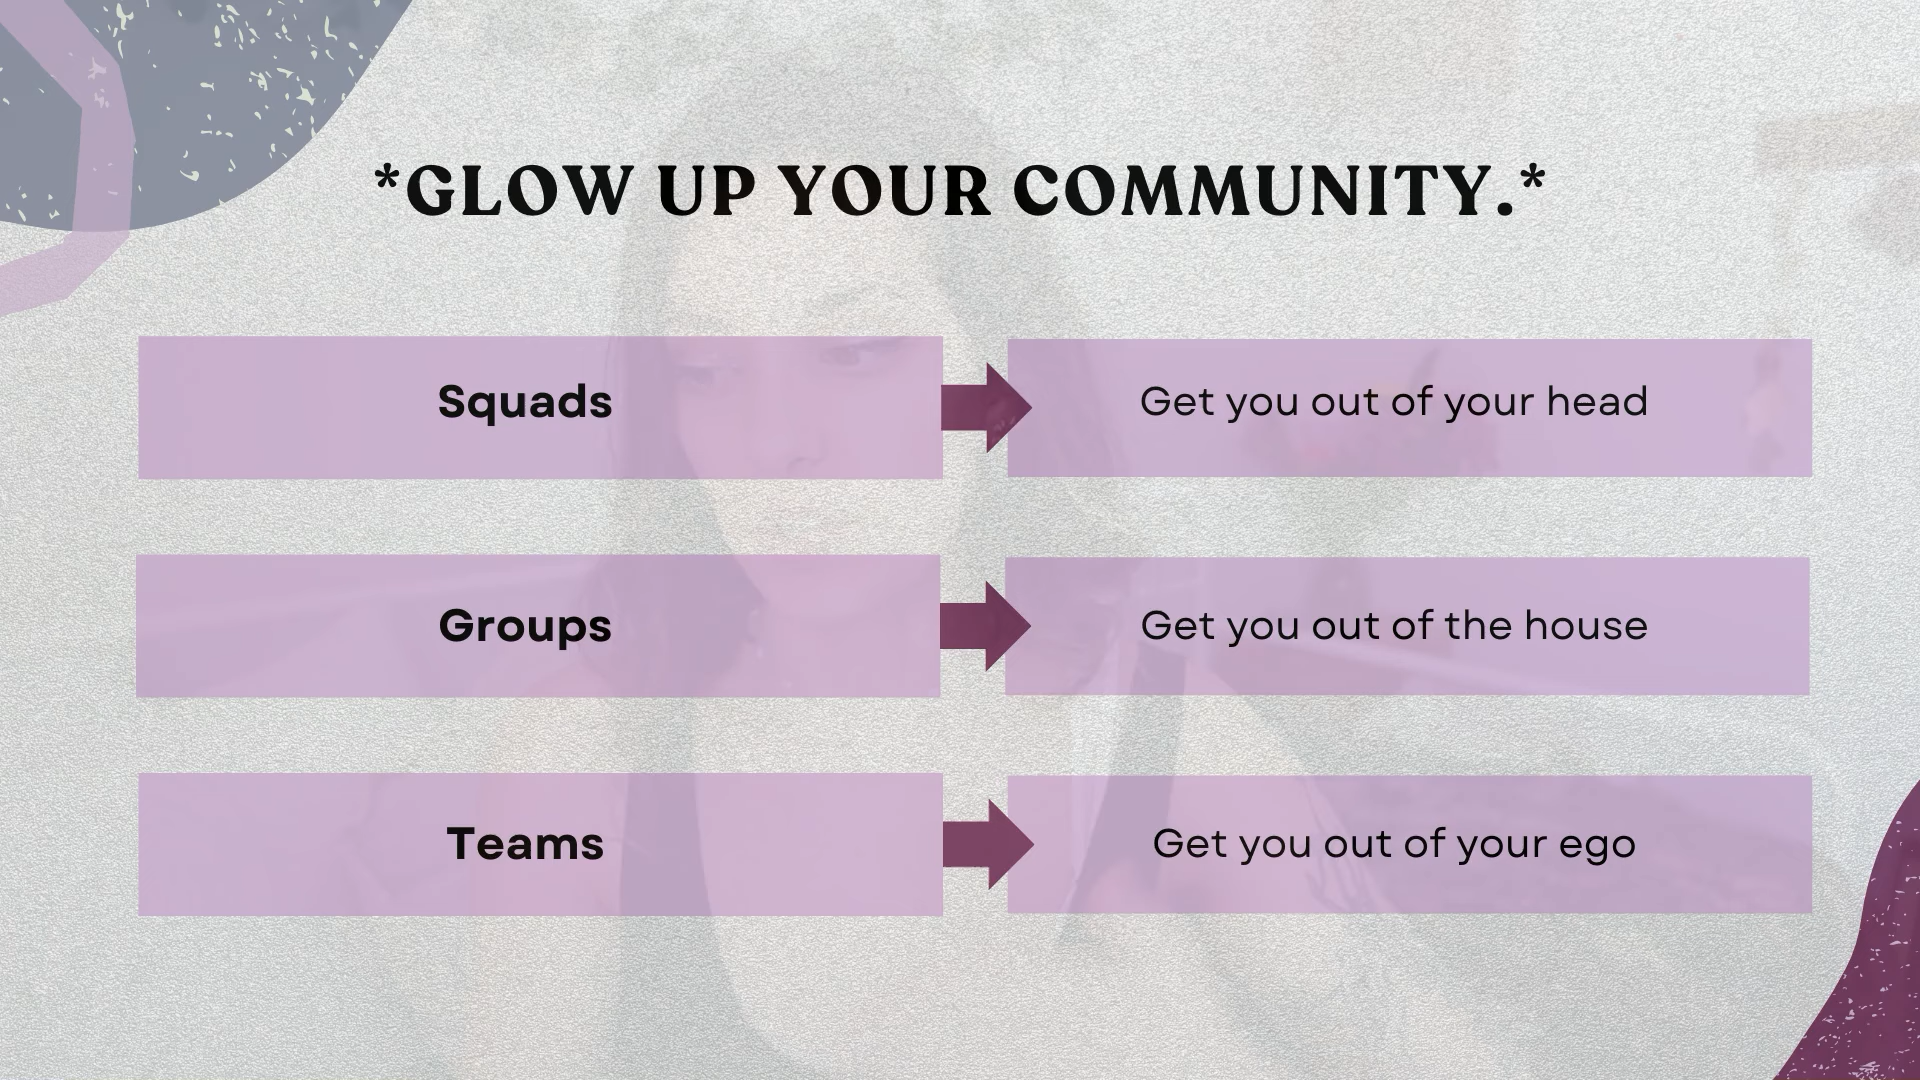 *GLOW UP YOUR COMMUNITY.*
Squads
Get you out of your head
Groups
Get you out of the house
Teams
Get you out of your ego